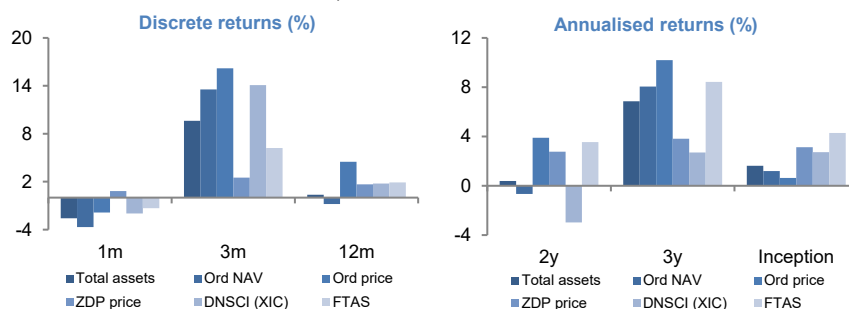 Discrete returns (%)
20
14
8
2
-4
1m
3m
12m
Total assets
Ord NAV
Ord price
ZDP price
DNSCI (XIC)
FTAS
Annualised returns (%)
12
8
4
0
-4
2y
3y
Inception
Total assets
Ord NAV
Ord price
ZDP price
DNSCI (XIC)
FTAS